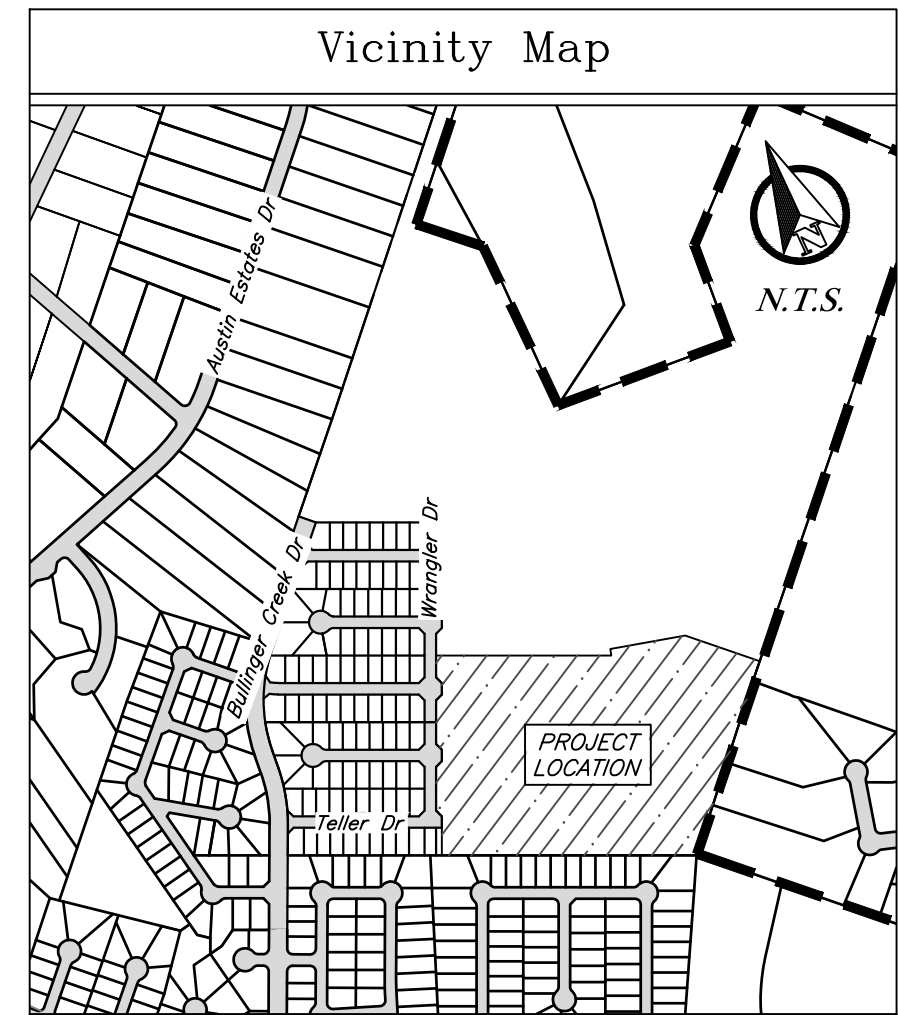 Vicinity Map
Austin Estates Dr
N
N.T.S.
Wrangler Dr
Bullinger Creek Dr
PROJECT
LOCATION
Teller Dr